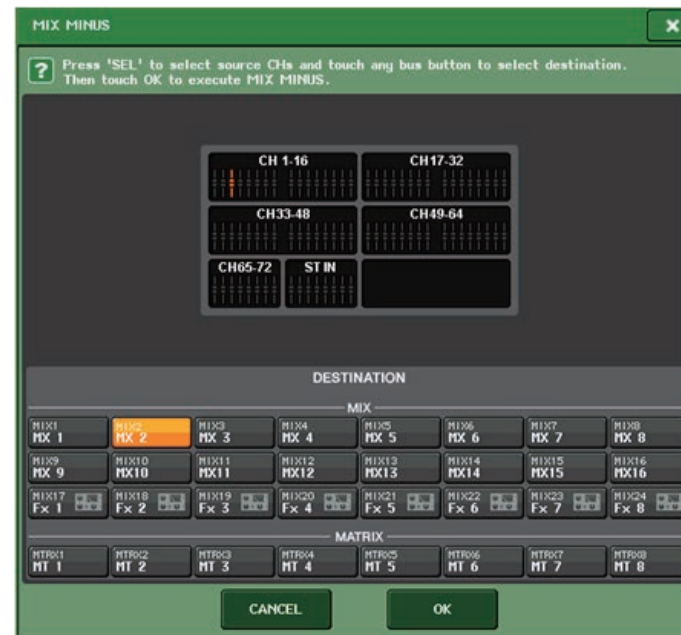 MIX MINUS
Press 'SEL' to select source CHs and touch any bus button to select destination.
Then touch OK to execute MIX MINUS.
CH 1-16 CH17-32
CH33-48 CH49-64
CH65-72 ST IN
DESTINATION
MIX
MIX1 MIX2 MIX3 MIX4 MIX5 MIX6 MIX7 MIX8
MX 1 MX 2 MX 3 MX 4 MX 5 MX 6 MX 7 MX 8
MIX9 MIX10 MIX11 MIX12 MIX13 MIX14 MIX15 MIX16
MX 9 MX10 MX11 MX12 MX13 MX14 MX15 MX16
MIX17 MIX18 MIX19 MIX20 MIX21 MIX22 MIX23 MIX24
Fx 1 Fx 2 Fx 3 Fx 4 Fx 5 Fx 6 Fx 7 Fx 8
MATRIX
MTRX1 MTRX2 MTRX3 MTRX4 MTRX5 MTRX6 MTRX7 MTRX8
MT 1 MT 2 MT 3 MT 4 MT 5 MT 6 MT 7 MT 8
CANCEL OK